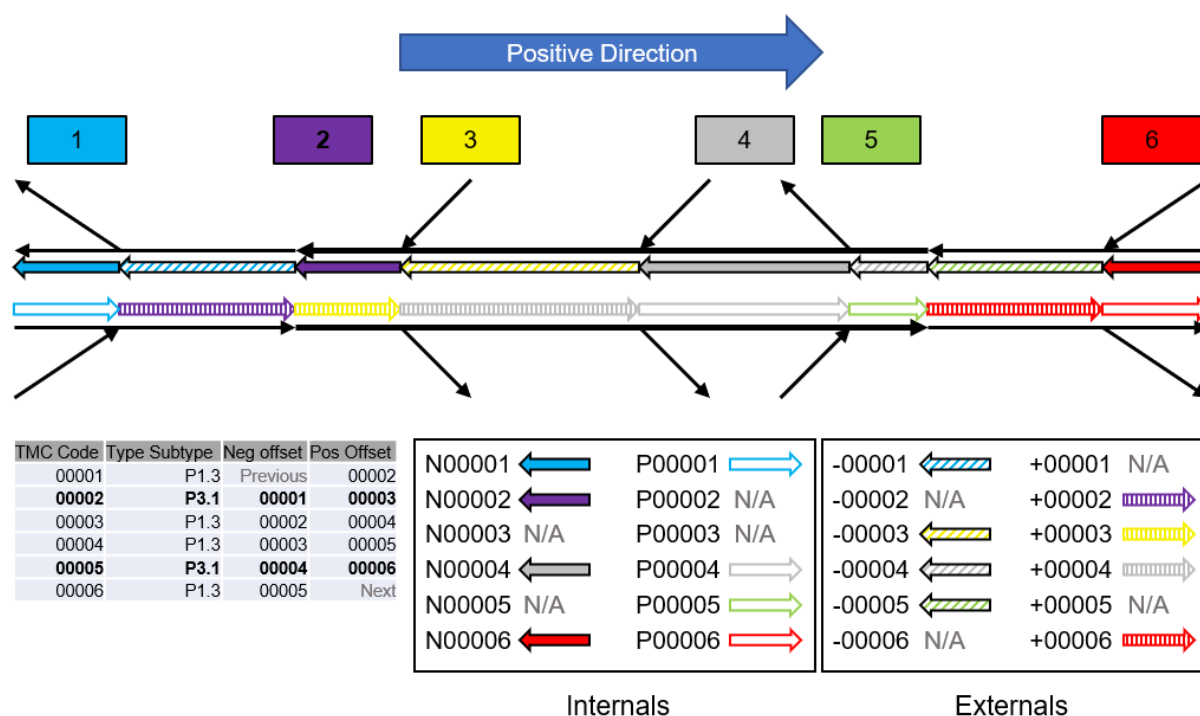 Positive Direction
1 2 3 4 5 6
TMC Code Type Subtype Neg offset Pos Offset
00001 P1.3 Previous 00002
00002 P3.1 00001 00003
00003 P1.3 00002 00004
00004 P1.3 00003 00005
00005 P3.1 00004 00006
00006 P1.3 00005 Next
N00001 P00001
N00002 P00002 N/A
N00003 N/A P00003 N/A
N00004 P00004
N00005 N/A P00005
N00006 P00006
Internals
-00001 +00001 N/A
-00002 N/A +00002
-00003 +00003
-00004 +00004
-00005 +00005 N/A
-00006 N/A +00006
Externals